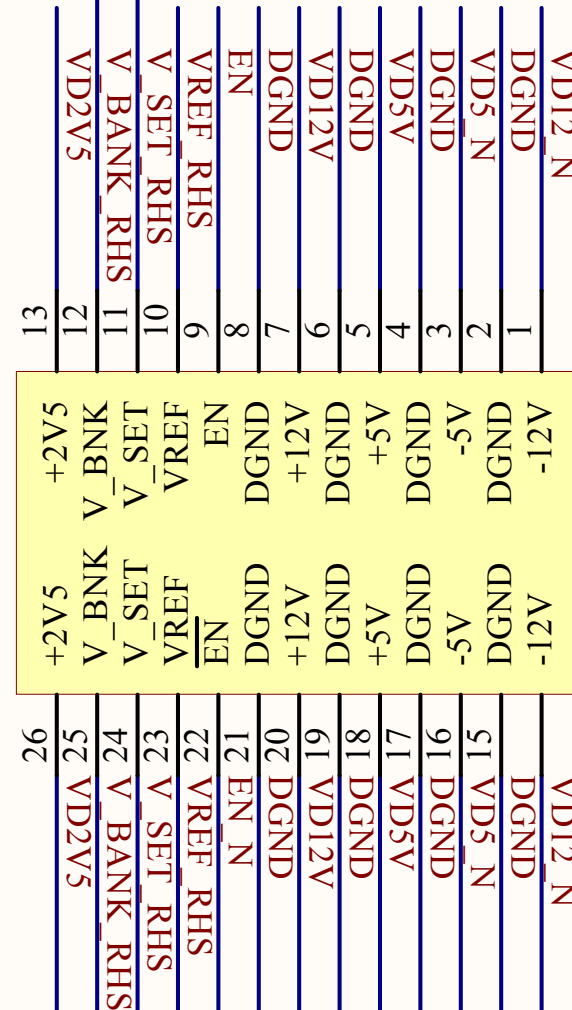 VD2V5
V_BANK_RHS
V_SET_RHS
VREF_RHS
EN
DGND
VD12V
DGND
VD5V
DGND
VD5_N
DGND
VD12_N
13
12
11
10
9
8
7
6
5
4
3
2
1
+2V5
V_BNK
V_SET
VREF
EN
DGND
+12V
DGND
+5V
DGND
-5V
DGND
-12V
+2V5
V_BNK
V_SET
VREF
EN
DGND
+12V
DGND
+5V
DGND
-5V
DGND
-12V
26
25
24
23
22
21
20
19
18
17
16
15
VD2V5
V_BANK_RHS
V_SET_RHS
VREF_RHS
EN_N
DGND
VD12V
DGND
VD5V
DGND
VD5_N
DGND
VD12_N